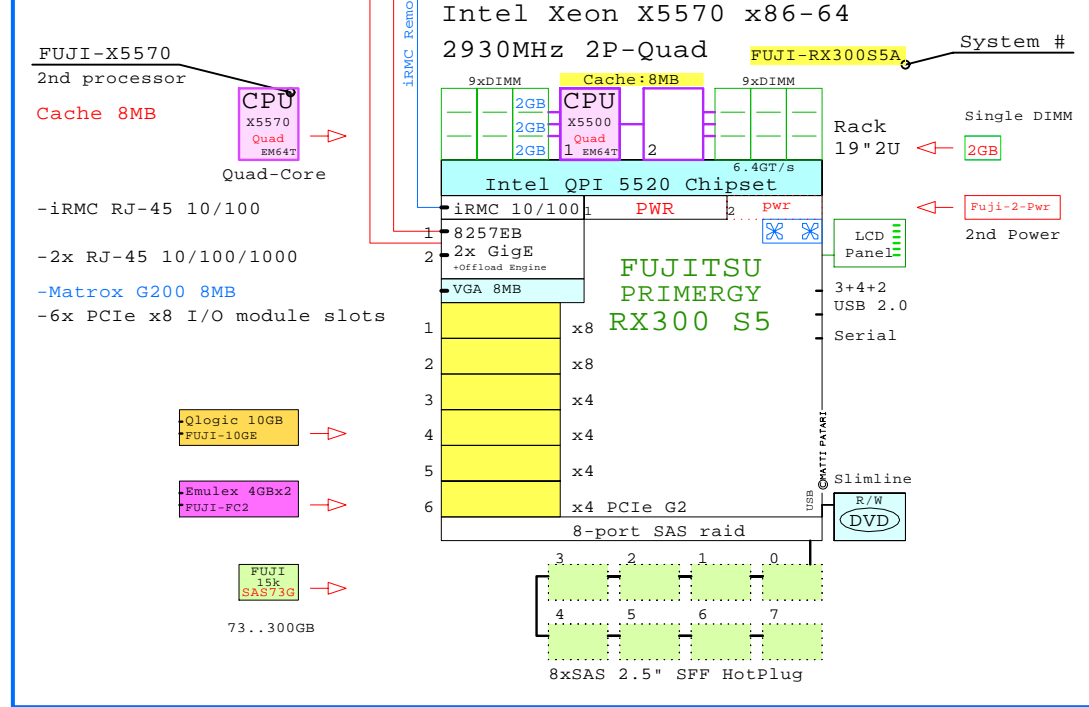 Intel Xeon X5570 x86-64
2930MHz 2P-Quad
iRMC Remo
FUJI-X5570
2nd processor
Cache 8MB
CPU
X5570
Quad
EM64T
Quad-Core
FUJI-RX300S5A
System #
9xDIMM
Cache:8MB
9xDIMM
2GB
2GB
2GB
CPU
X5500
Quad
1 EM64T
2
Rack
19"2U
Single DIMM
2GB
6.4GT/s
Intel QPI 5520 Chipset
-iRMC RJ-45 10/100
iRMC 10/100
1 PWR
2 pwr
Fuji-2-Pwr
2nd Power
1 8257EB
2 2x GigE
+Offload Engine
LCD
Panel
-2x RJ-45 10/100/1000
-Matrox G200 8MB
-6x PCIe x8 I/O module slots
VGA 8MB
FUJITSU
PRIMERGY
RX300 S5
3+4+2
USB 2.0
Serial
1 x8
2 x8
3 x4
4 x4
5 x4
6 x4 PCIe G2
Qlogic 10GB
FUJI-10GE
Emulex 4GBx2
FUJI-FC2
©MATTI PATARI
USB
Slimline
R/W
DVD
8-port SAS raid
3 2 1 0
4 5 6 7
FUJI
15k
SAS73G
73..300GB
8xSAS 2.5" SFF HotPlug